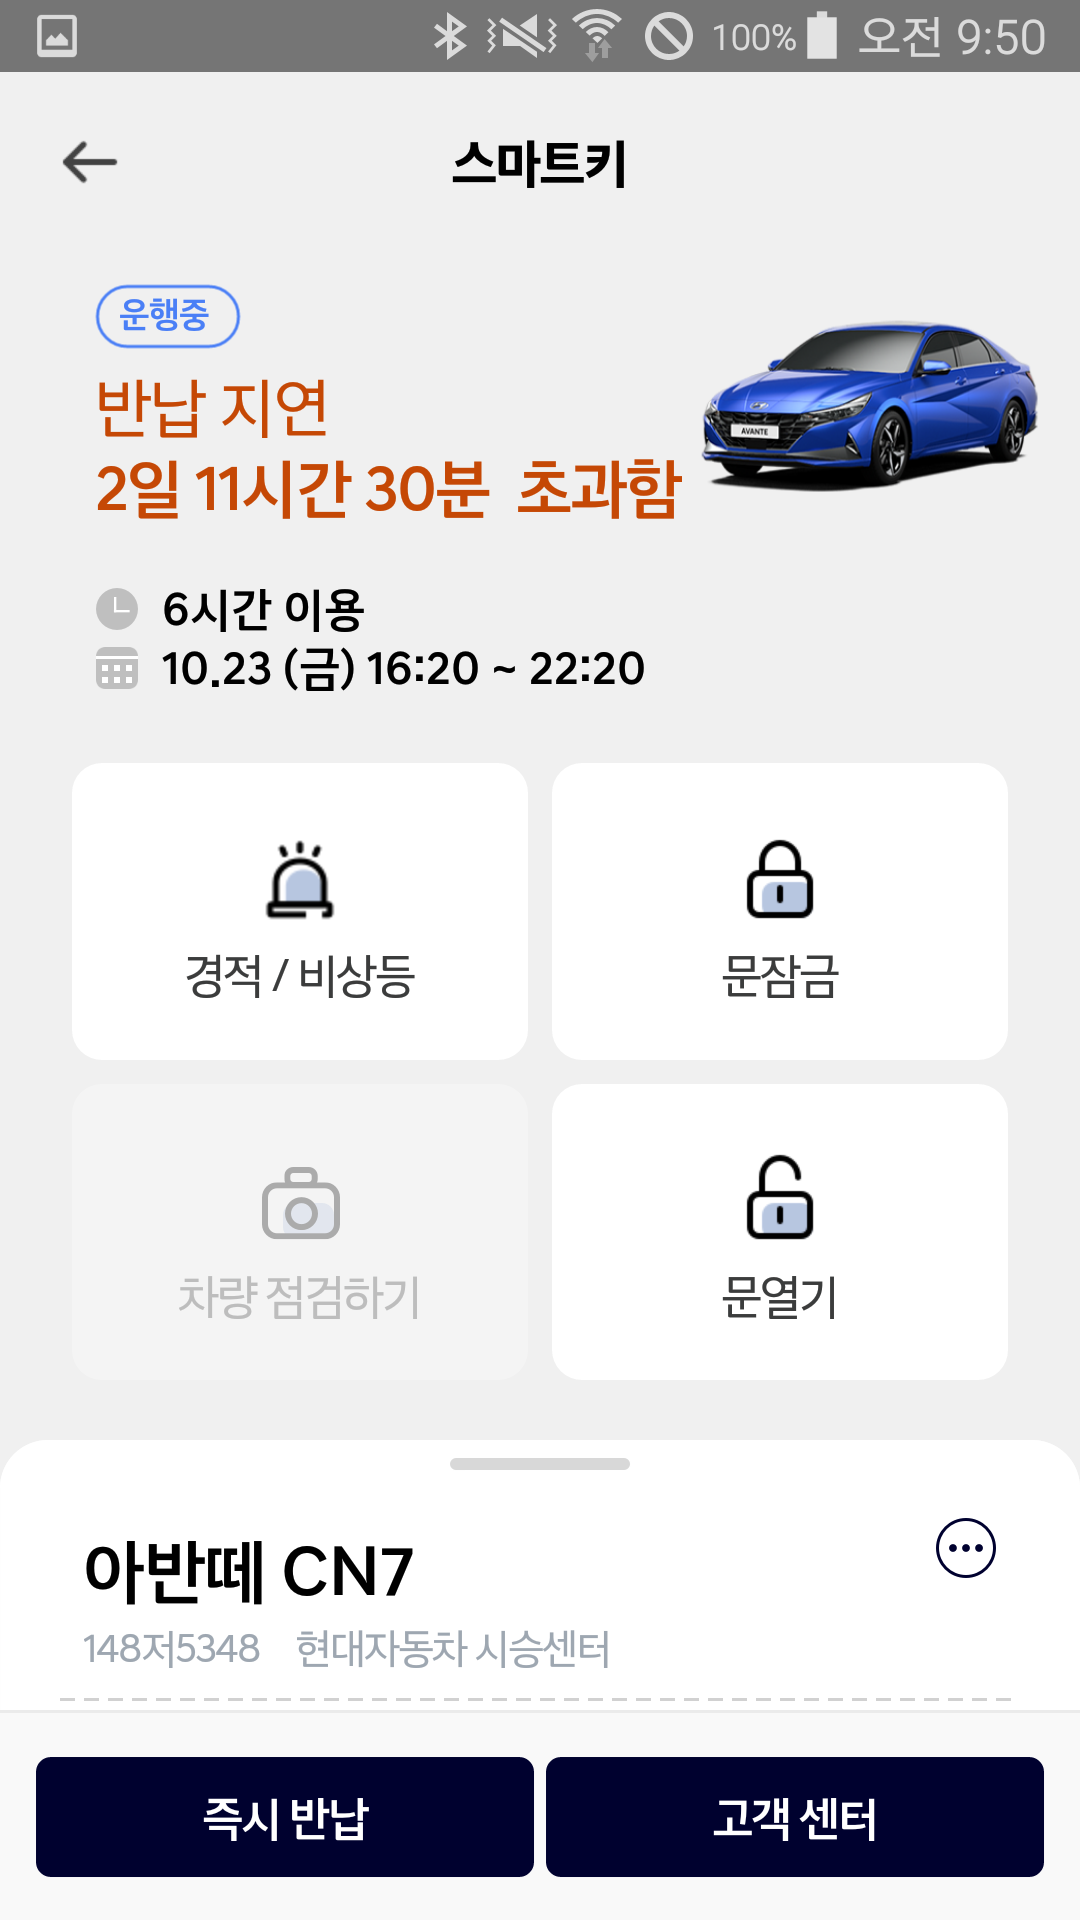 100% 오전 9:50
스마트키
운행중
반납 지연
2일 11시간 30분 초과함
AVANTE
6시간 이용
10.23 (금) 16:20 ~ 22:20
경적 / 비상등
문잠금
차량 점검하기
문열기
아반떼 CN7
148저5348 현대자동차 시승센터
즉시 반납
고객 센터